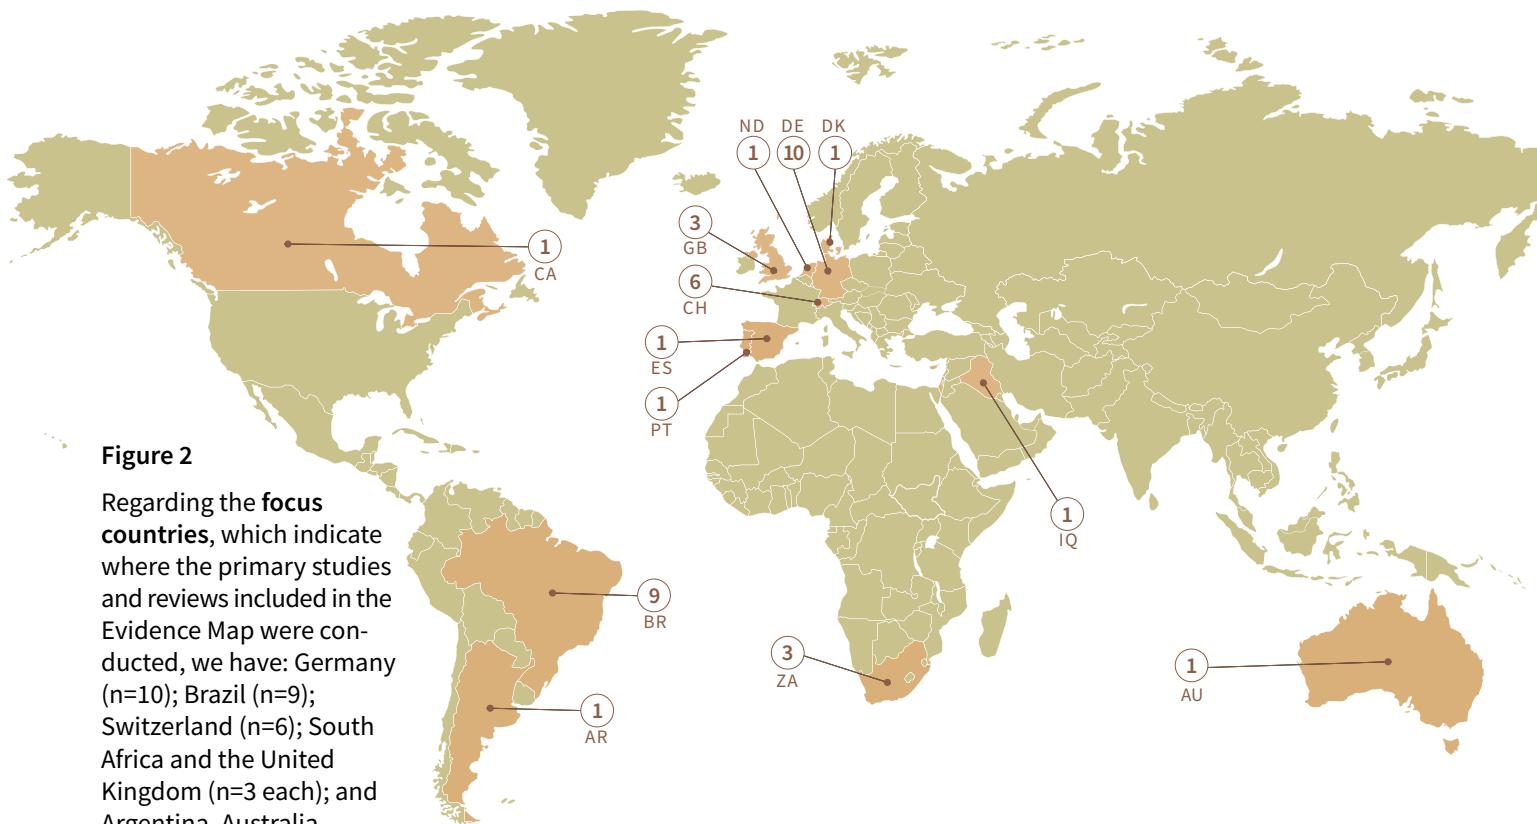 ND DE DK
1 10 1
3
GB
1
CA
6
CH
1
ES
1
PT
Figure 2
Regarding the focus
countries, which indicate
where the primary studies
and reviews included in the
Evidence Map were con-
ducted, we have: Germany
(n=10); Brazil (n=9);
Switzerland (n=6); South
Africa and the United
Kingdom (n=3 each); and
Argentina, Australia,
1
IQ
9
BR
3
ZA
1
AU
1
AR